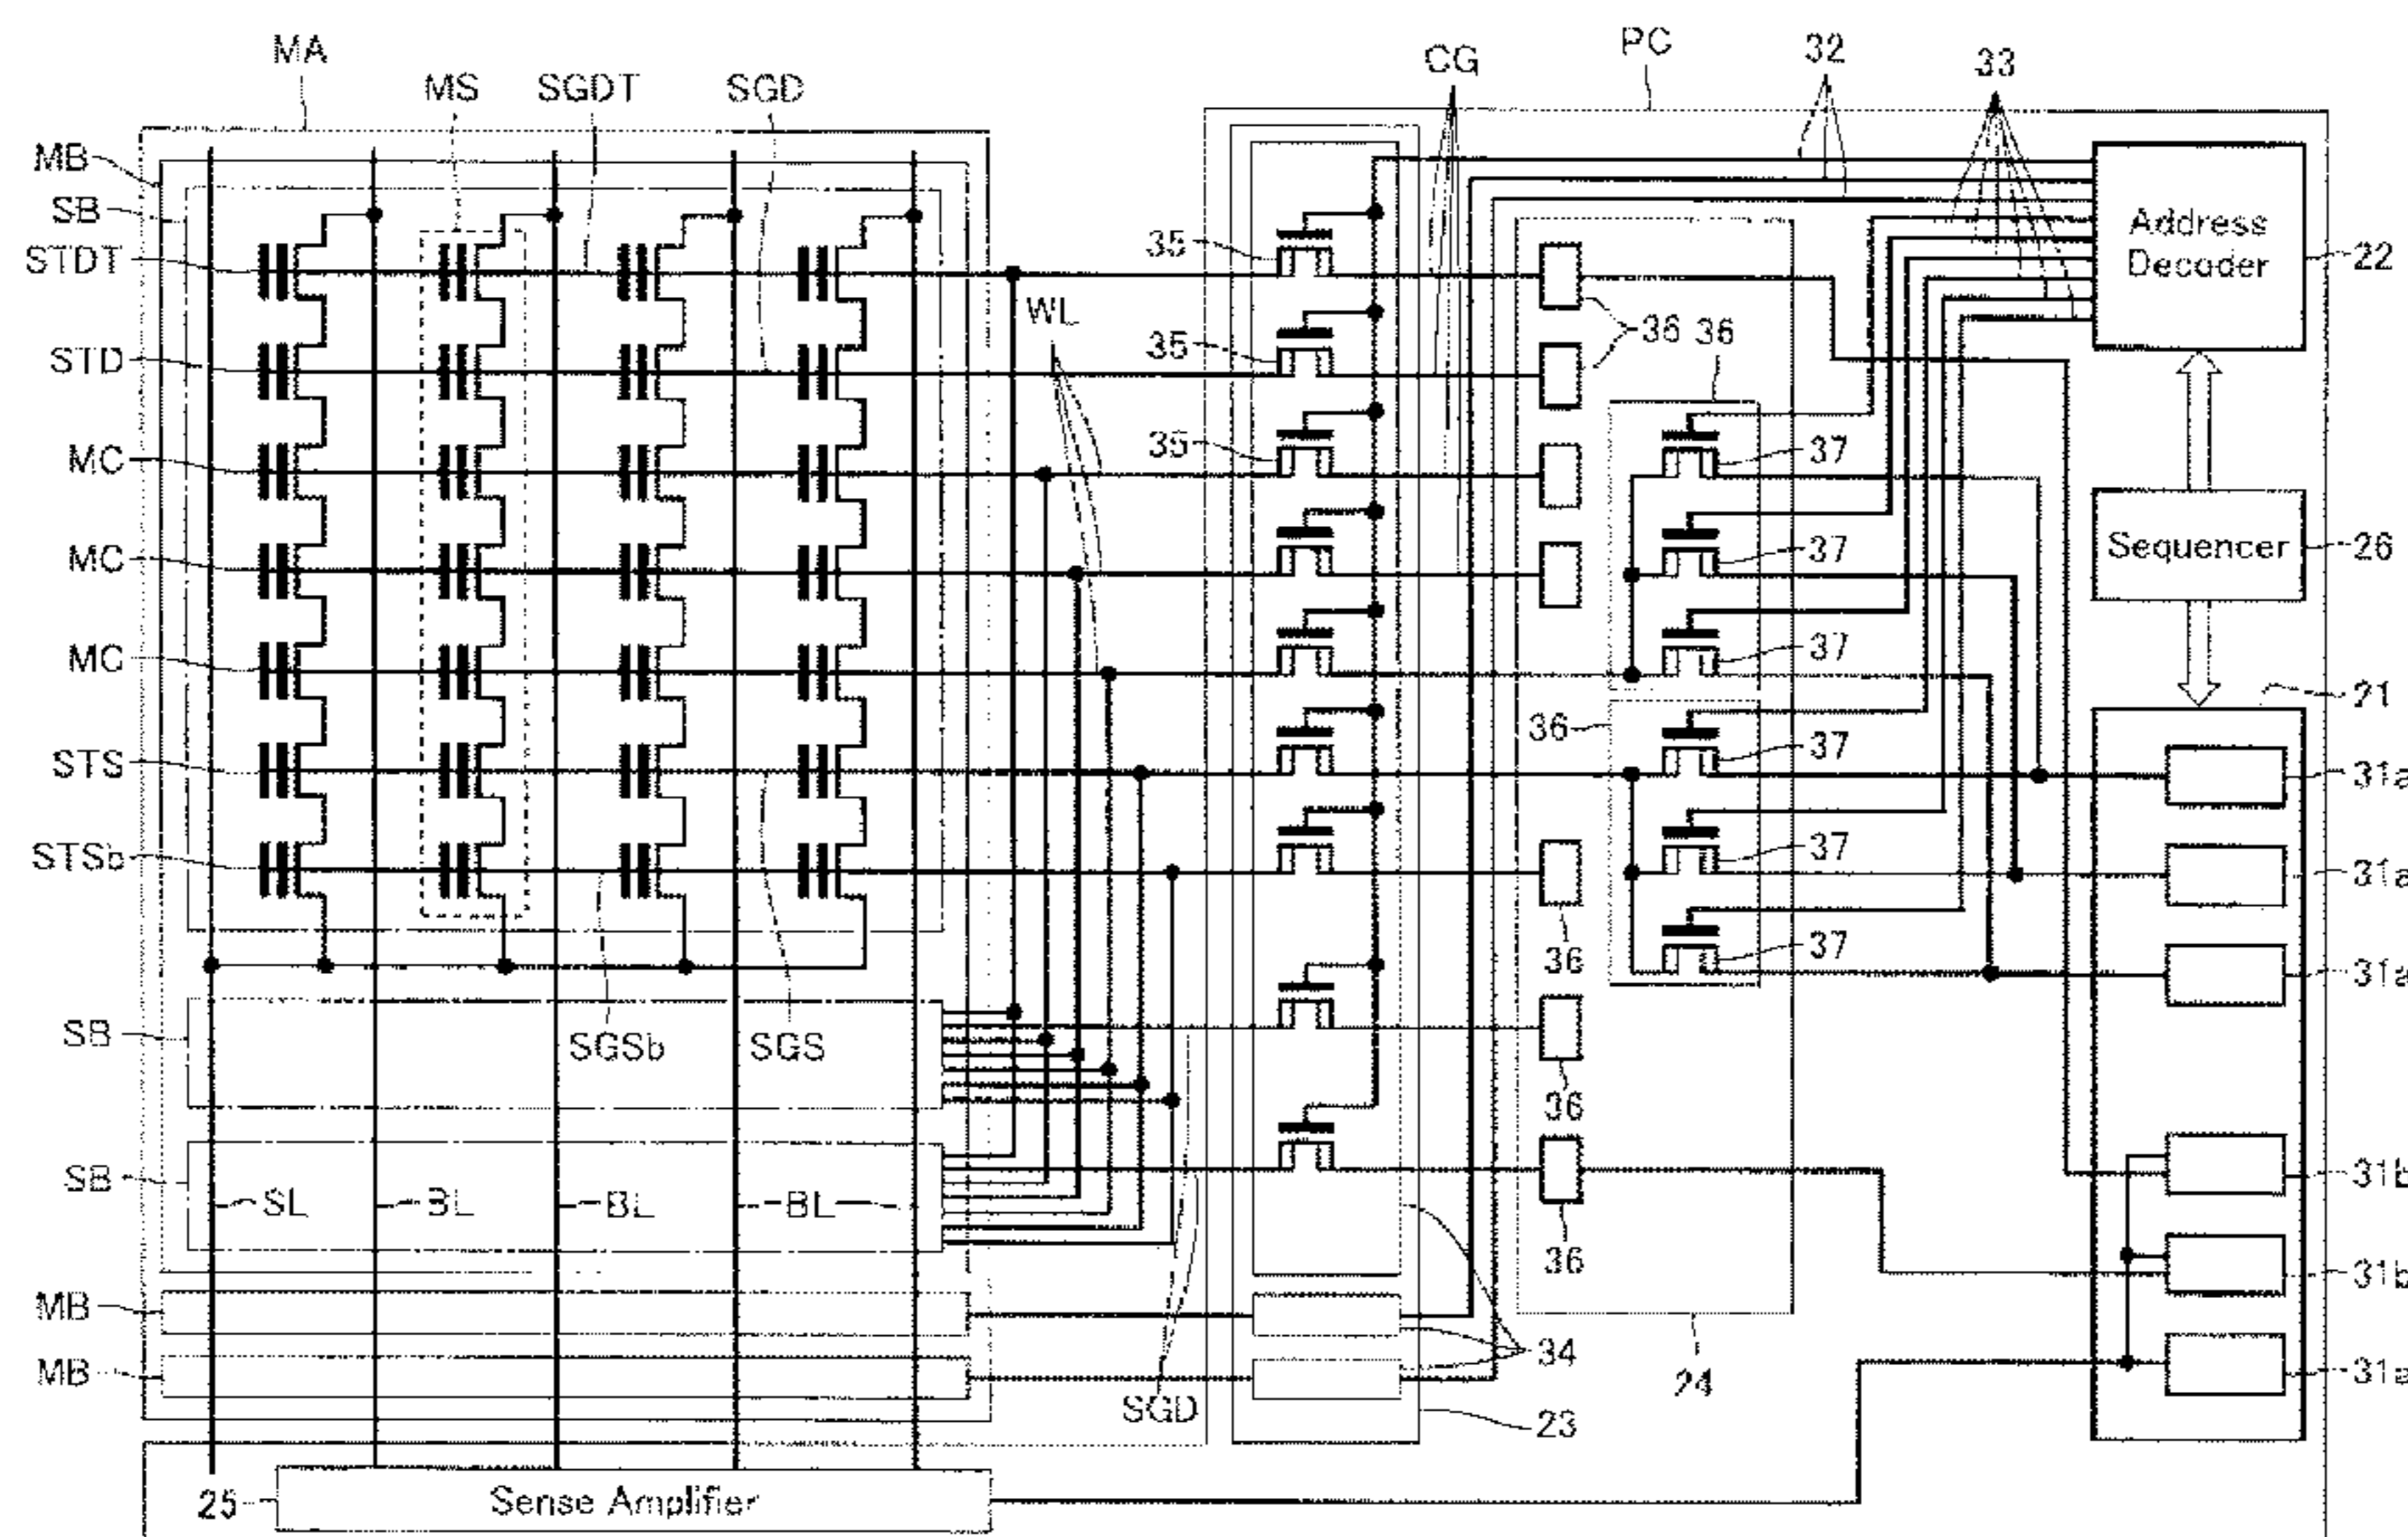 MA
PC
32
CG
33
MS
SGDT
SGD
MB
SB
STDT
35
Address
Decoder
22
WL
36
36
STD
35
MC
35
37
MC
37
Sequencer
26
MC
37
21
36
STS
37
31a
STSb
37
31a
36
37
31a
SB
SGSb
SGS
36
SB
SL
BL
BL
BL
31b
36
31b
MB
34
MB
31a
24
SGD
23
25
Sense Amplifier